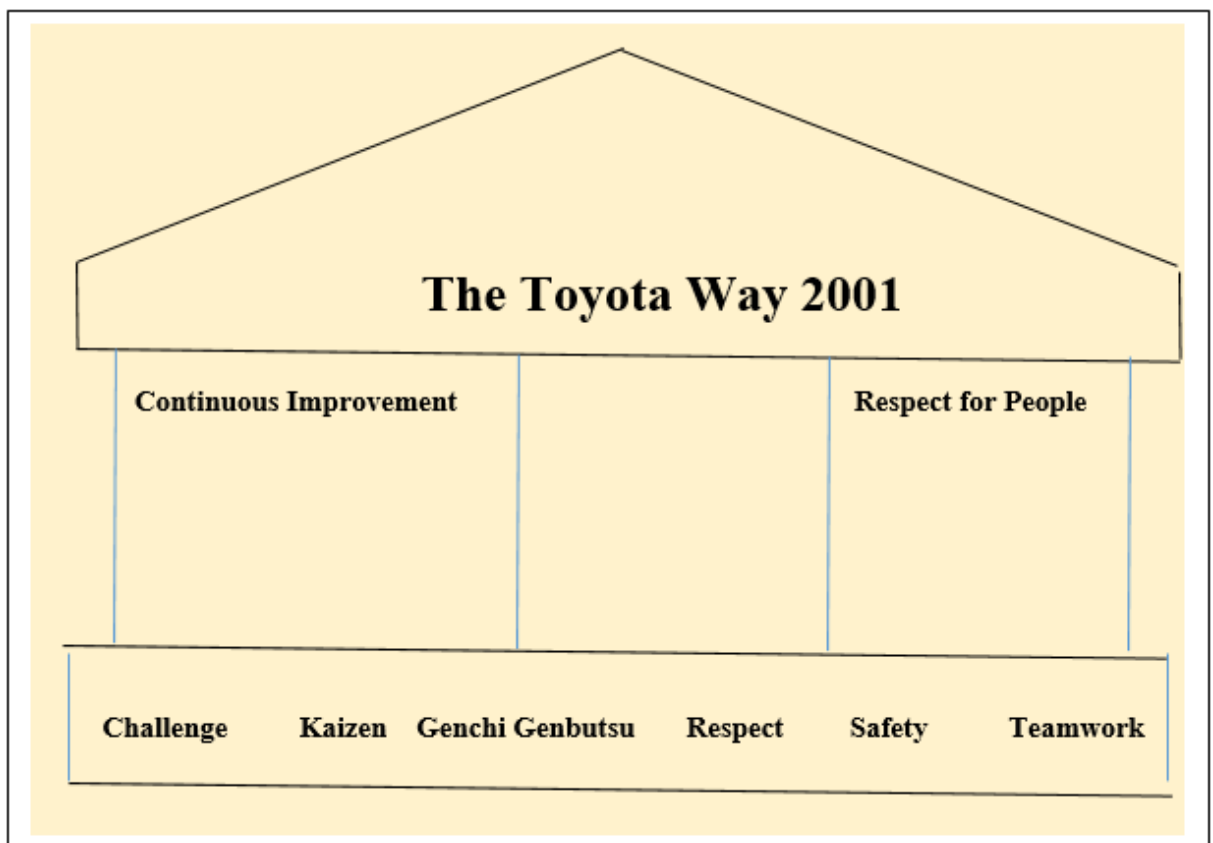 The Toyota Way 2001
Continuous Improvement Respect for People
Challenge Kaizen Genchi Genbutsu Respect Safety Teamwork